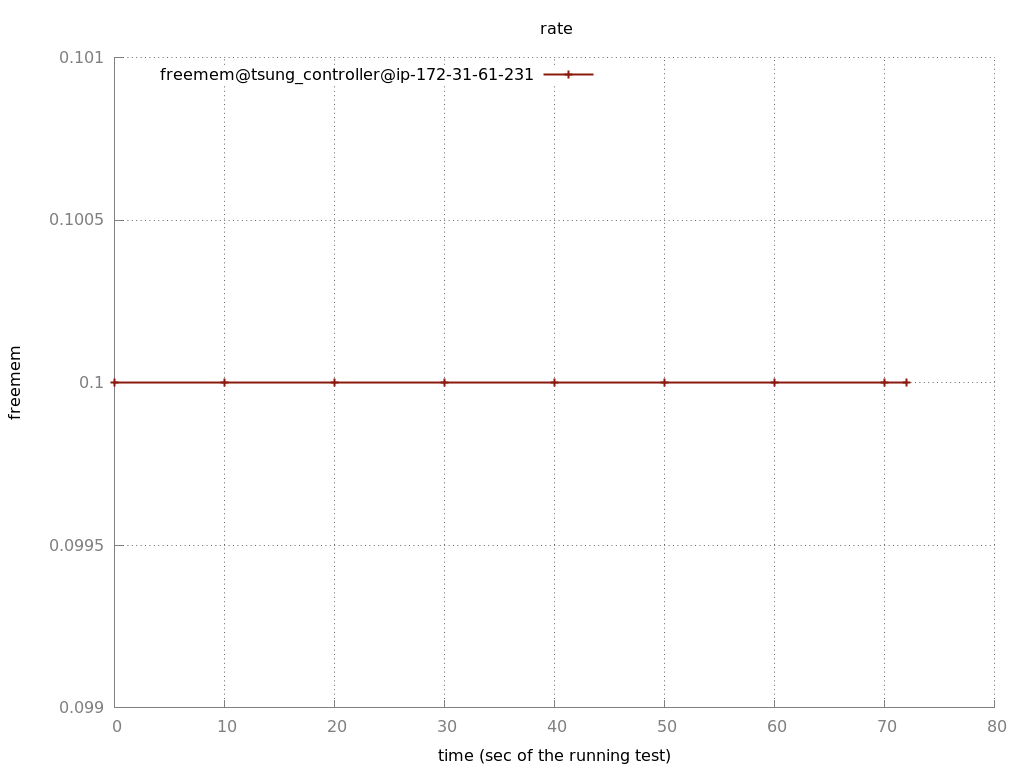 rate
0.101
freemem@tsung_controller@ip-172-31-61-231
0.1005
0.1
freemem
0.0995
0.099
0 10 20 30 40 50 60 70 80
time (sec of the running test)